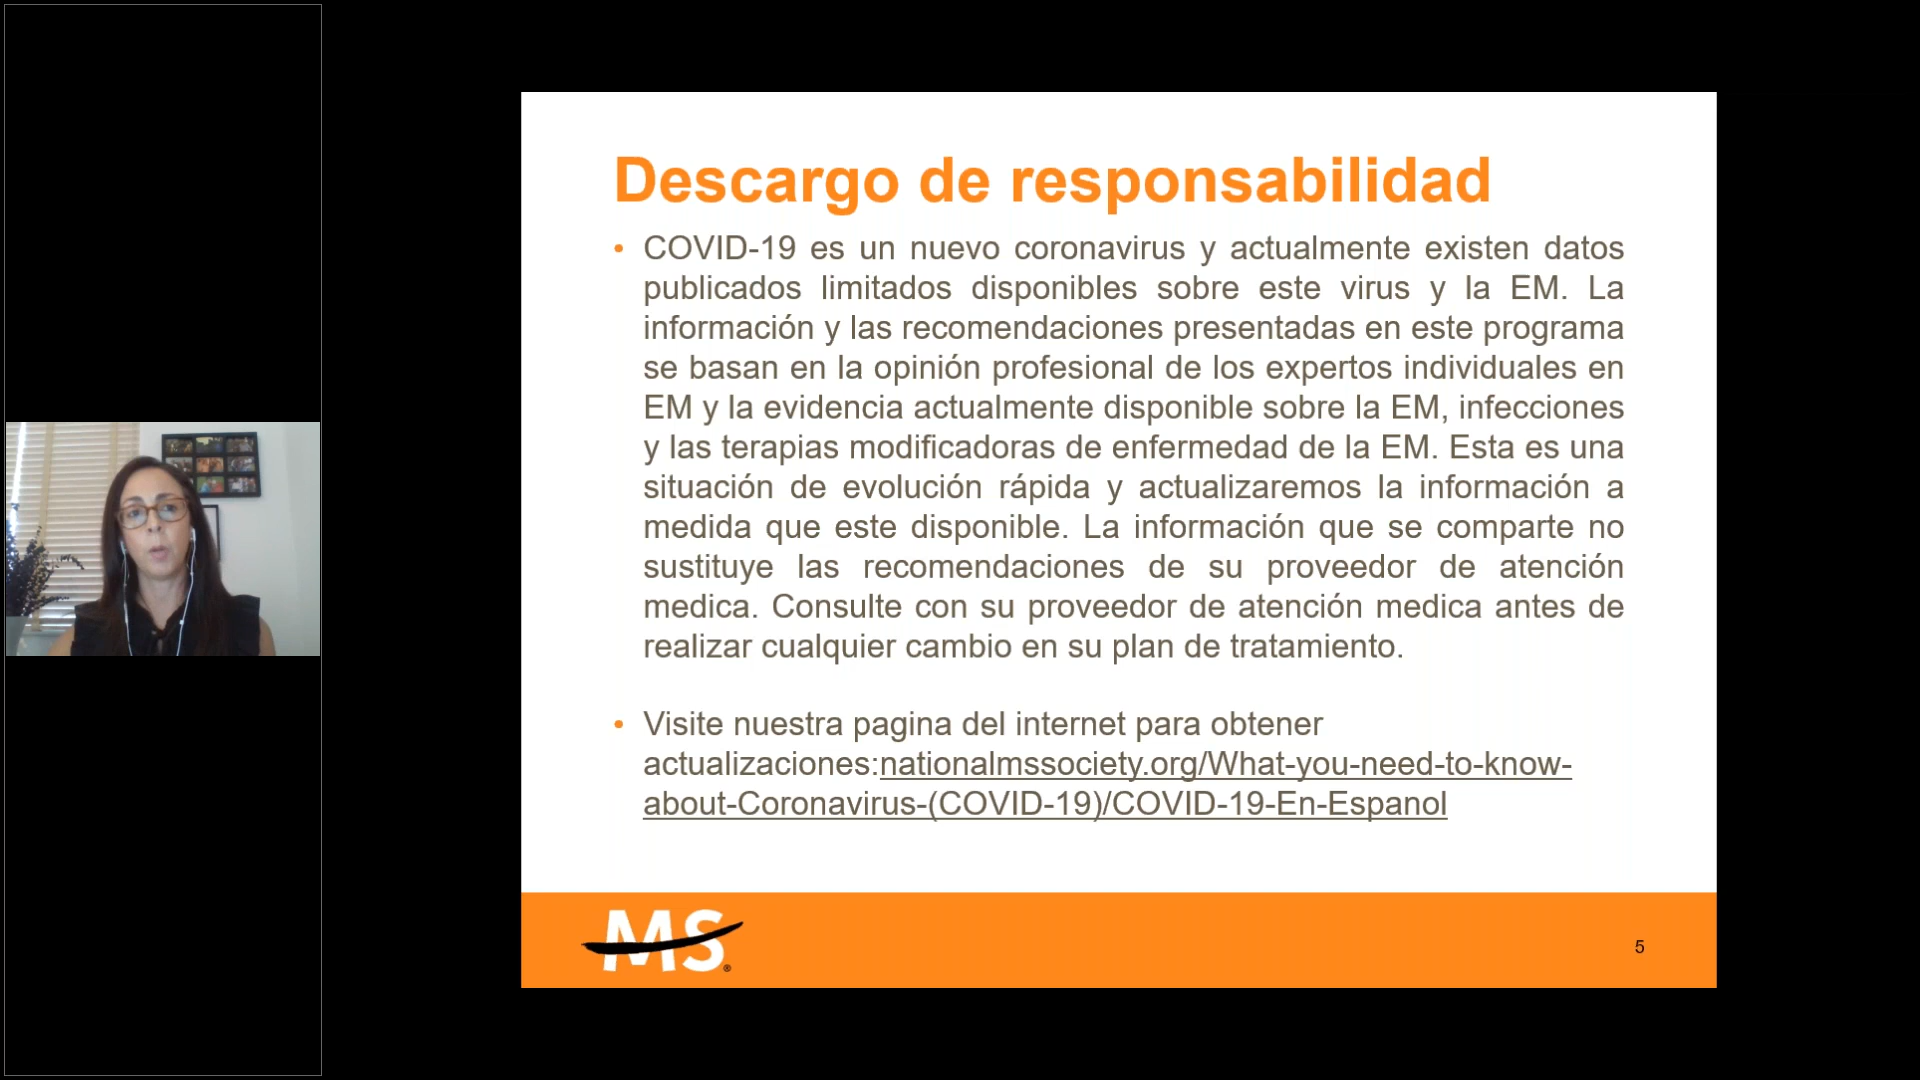 Descargo de responsabilidad
• COVID-19 es un nuevo coronavirus y actualmente existen datos
publicados limitados disponibles sobre este virus y la EM. La
información y las recomendaciones presentadas en este programa
se basan en la opinión profesional de los expertos individuales en
EM y la evidencia actualmente disponible sobre la EM, infecciones
y las terapias modificadoras de enfermedad de la EM. Esta es una
situación de evolución rápida y actualizaremos la información a
medida que este disponible. La información que se comparte no
sustituye las recomendaciones de su proveedor de atención
medica. Consulte con su proveedor de atención medica antes de
realizar cualquier cambio en su plan de tratamiento.
• Visite nuestra pagina del internet para obtener
actualizaciones:nationalmssociety.org/What-you-need-to-know-
about-Coronavirus-(COVID-19)/COVID-19-En-Espanol
MS®
5